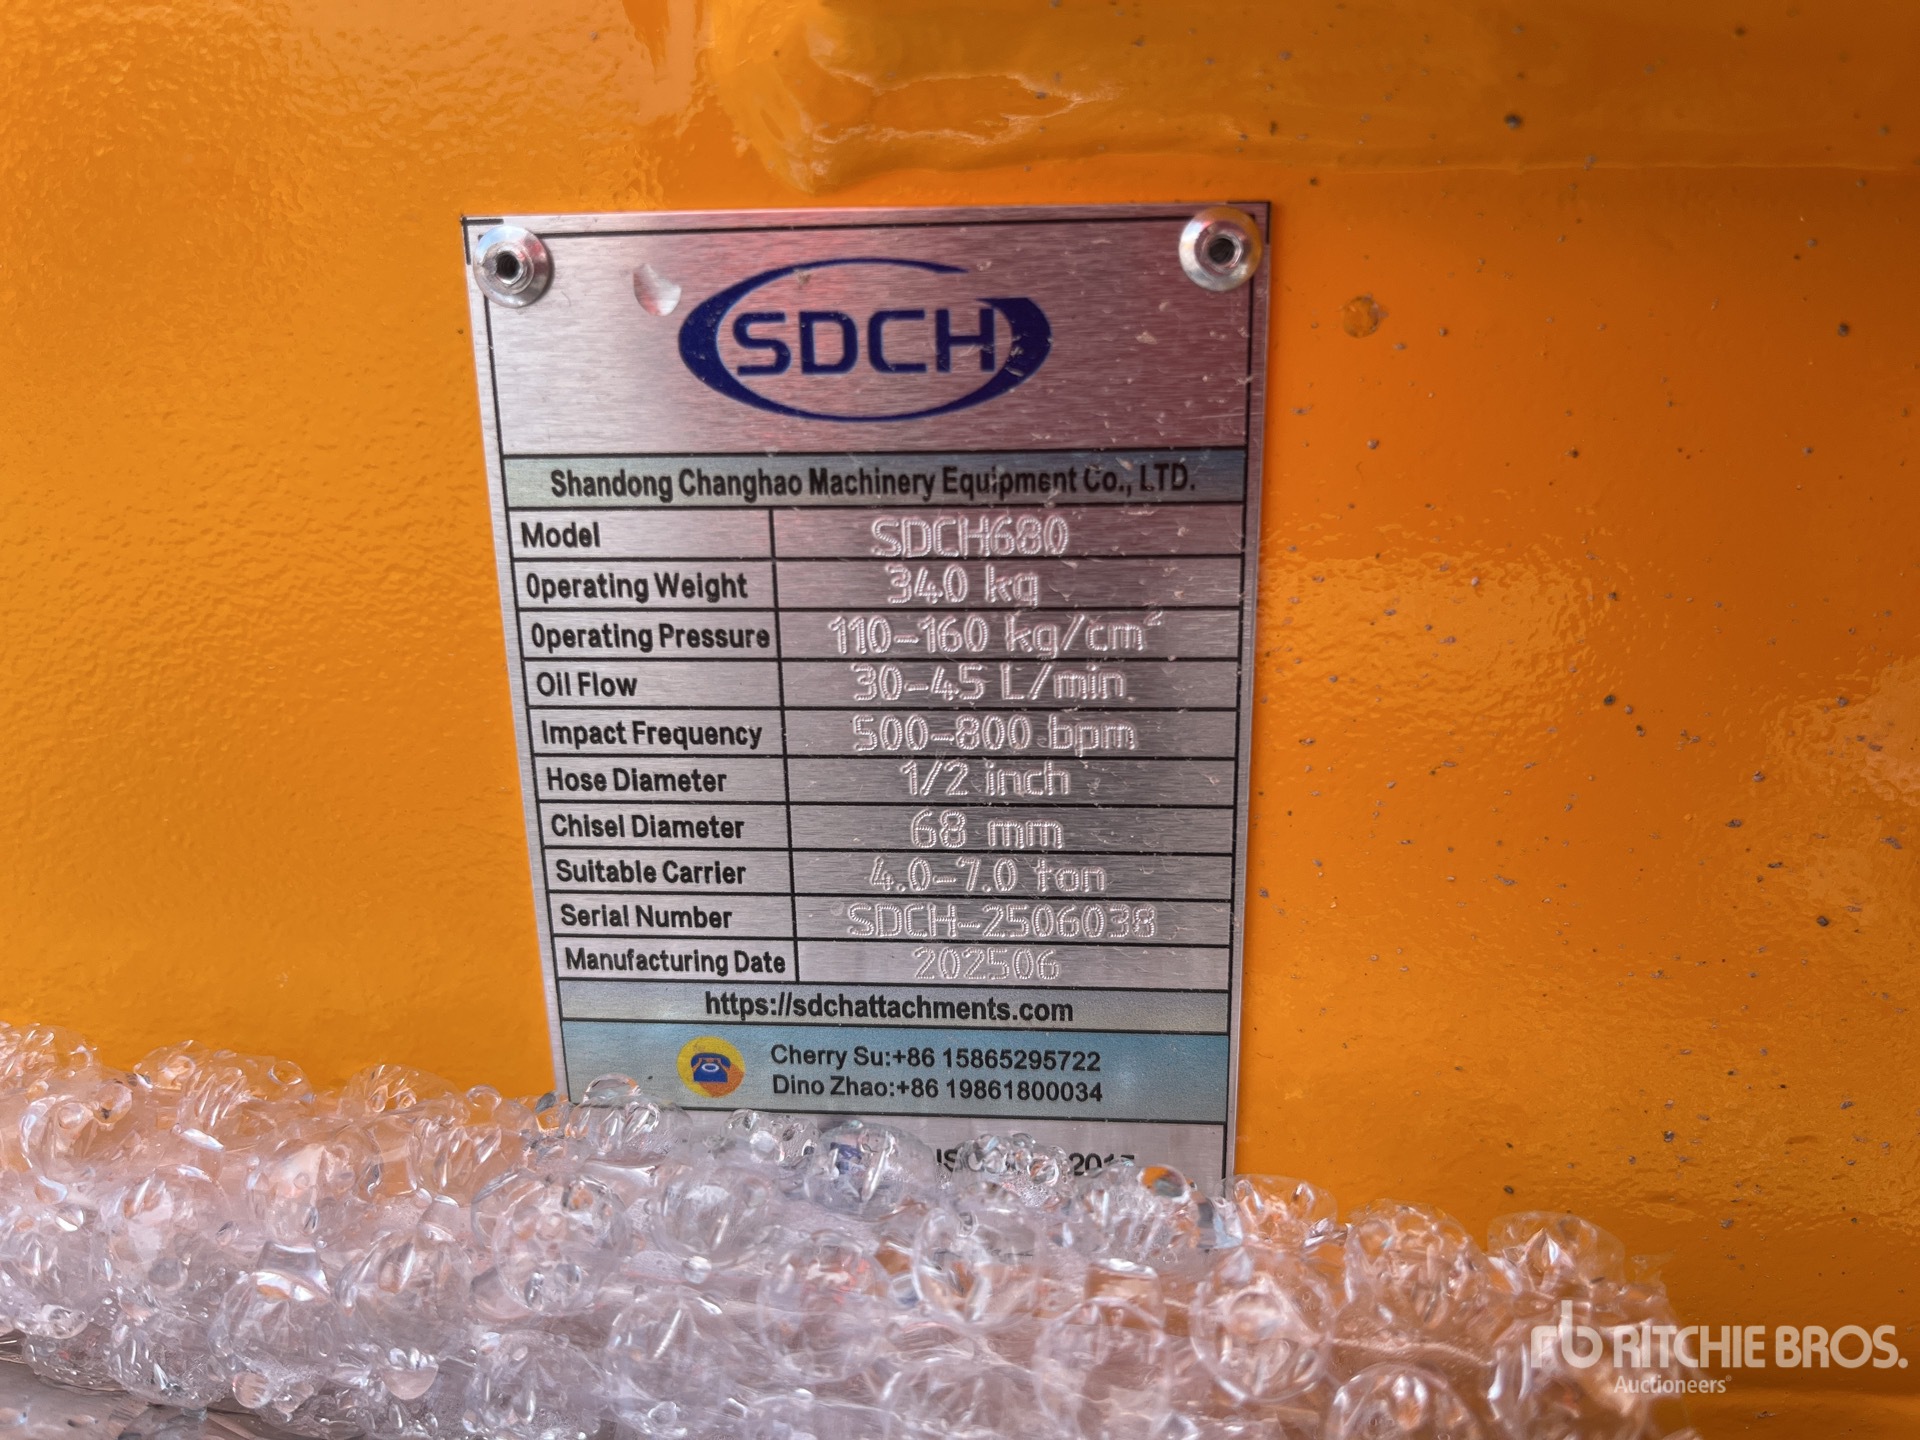 SDCH
Shandong Changhao Machinery Equipment Co., LTD.
Model SDCH680
Operating Weight 340 kg
Operating Pressure 110-160 kg/cm²
Oil Flow 30-45 L/min
Impact Frequency 500-800 bpm
Hose Diameter 1/2 inch
Chisel Diameter 68 mm
Suitable Carrier 4.0-7.0 ton
Serial Number SDCH-2506038
Manufacturing Date 202506
https://sdchattachments.com
Cherry Su:+86 15865295722
Dino Zhao:+86 19861800034
rb RITCHIE BROS.
Auctioneers